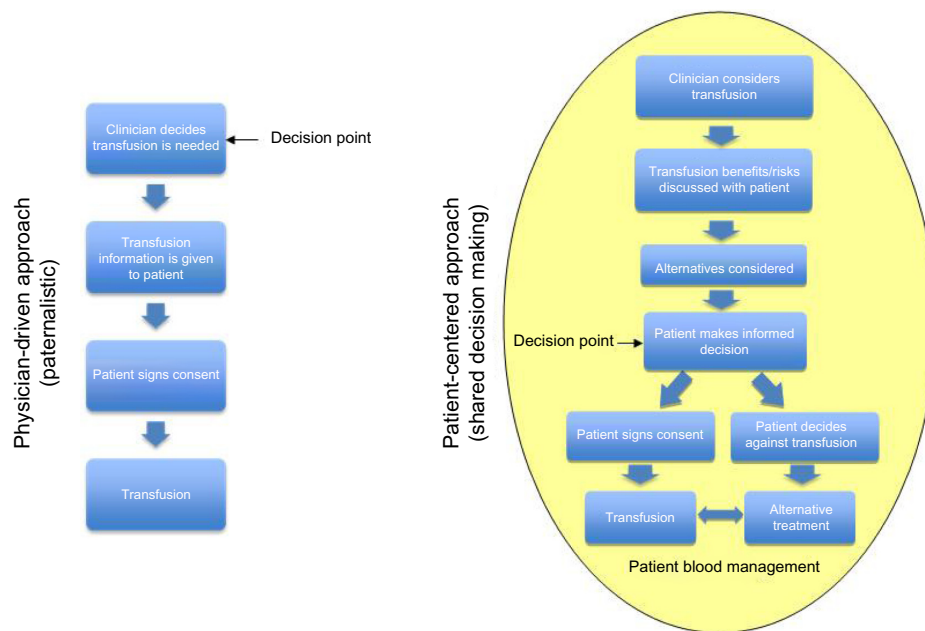 Physician-driven approach
(paternalistic)
Clinician decides
transfusion is needed
Decision point
Transfusion
information is given
to patient
Patient signs consent
Transfusion
Patient-centered approach
(shared decision making)
Clinician considers
transfusion
Transfusion benefits/risks
discussed with patient
Alternatives considered
Decision point
Patient makes informed
decision
Patient signs consent
Patient decides
against transfusion
Transfusion
Alternative
treatment
Patient blood management